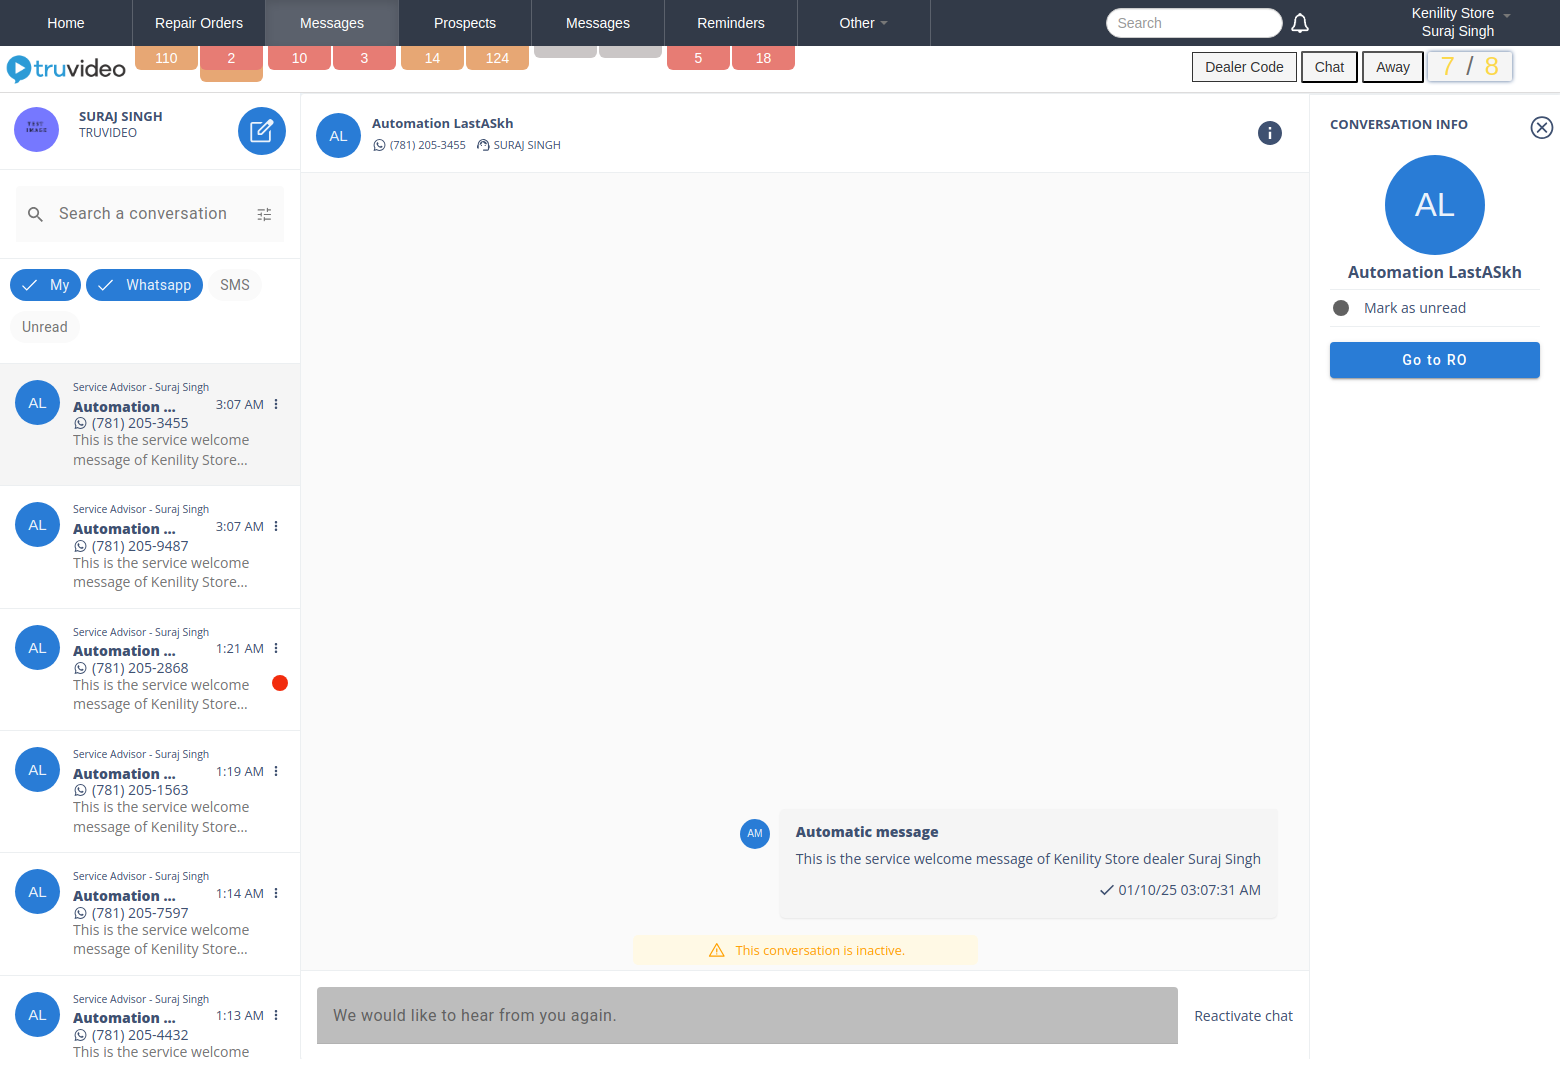 Home
Repair Orders
Messages
Prospects
Messages
Reminders
Other
Search
Kenility Store
Suraj Singh
truvideo
110
2
10
3
14
124
5
18
Dealer Code
Chat
Away
7 / 8
TEXT
IMAGE
SURAJ SINGH
TRUVIDEO
Search a conversation
My
Whatsapp
SMS
Unread
AL
Service Advisor - Suraj Singh
Automation ...
3:07 AM
(781) 205-3455
This is the service welcome
message of Kenility Store...
AL
Service Advisor - Suraj Singh
Automation ...
3:07 AM
(781) 205-9487
This is the service welcome
message of Kenility Store...
AL
Service Advisor - Suraj Singh
Automation ...
1:21 AM
(781) 205-2868
This is the service welcome
message of Kenility Store...
AL
Service Advisor - Suraj Singh
Automation ...
1:19 AM
(781) 205-1563
This is the service welcome
message of Kenility Store...
AL
Service Advisor - Suraj Singh
Automation ...
1:14 AM
(781) 205-7597
This is the service welcome
message of Kenility Store...
AL
Service Advisor - Suraj Singh
Automation ...
1:13 AM
(781) 205-4432
This is the service welcome
AL
Automation LastASkh
(781) 205-3455 SURAJ SINGH
AM
Automatic message
This is the service welcome message of Kenility Store dealer Suraj Singh
01/10/25 03:07:31 AM
This conversation is inactive.
We would like to hear from you again.
Reactivate chat
CONVERSATION INFO
AL
Automation LastASkh
Mark as unread
Go to RO